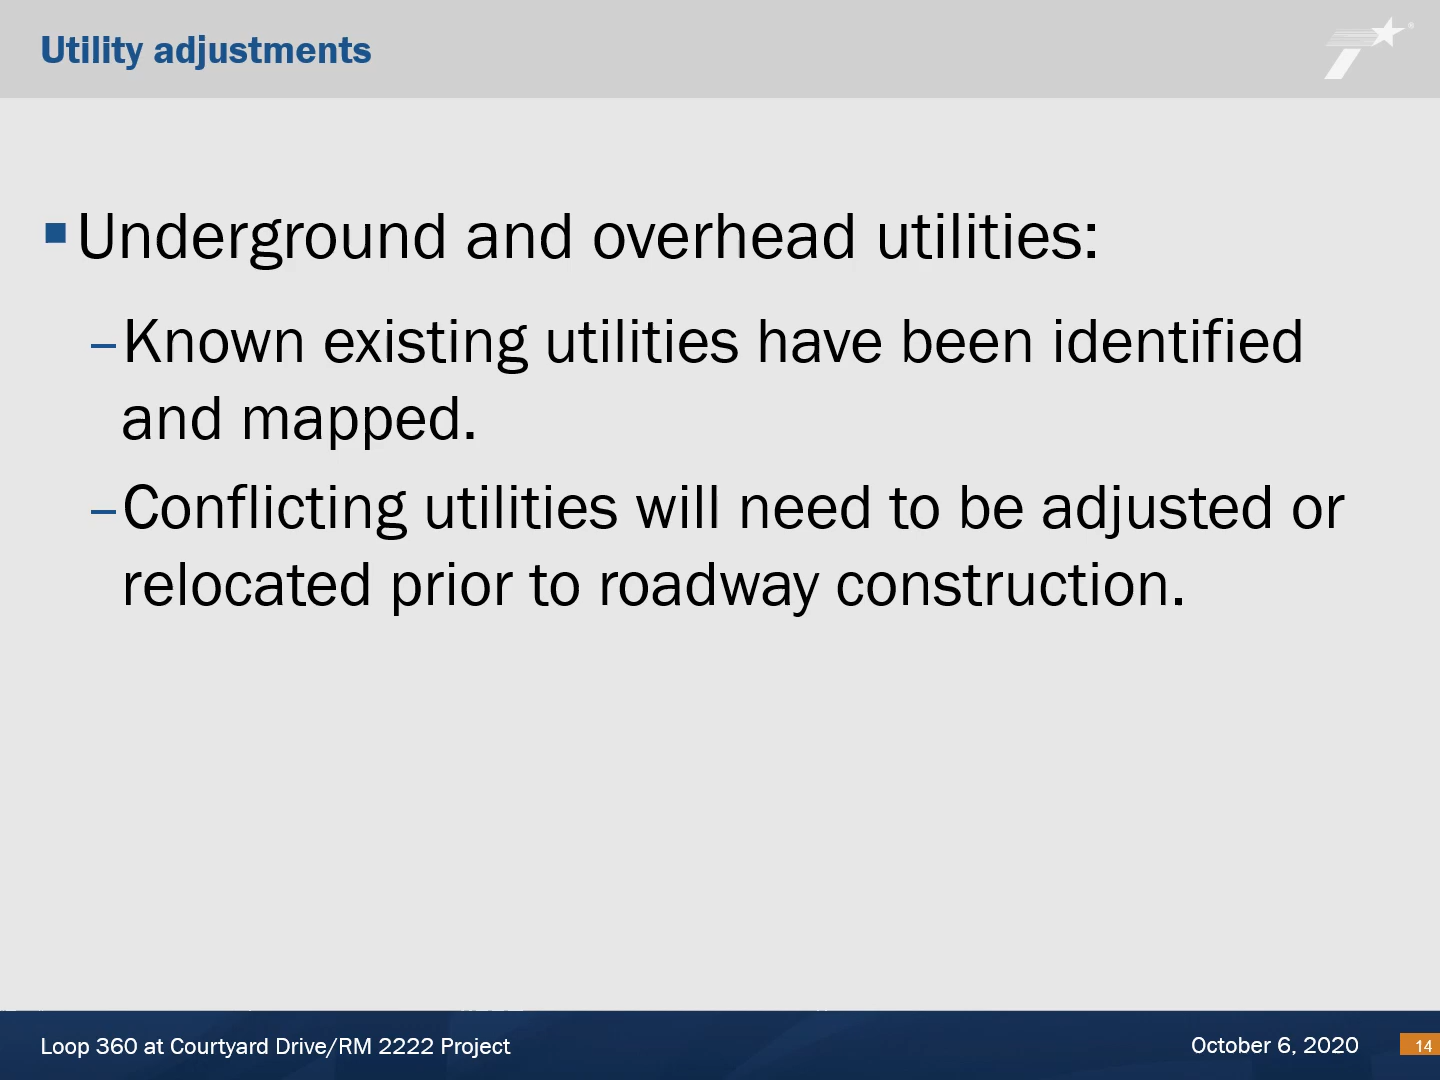 Utility adjustments
Underground and overhead utilities:
–Known existing utilities have been identified
and mapped.
–Conflicting utilities will need to be adjusted or
relocated prior to roadway construction.
Loop 360 at Courtyard Drive/RM 2222 Project
October 6, 2020
14